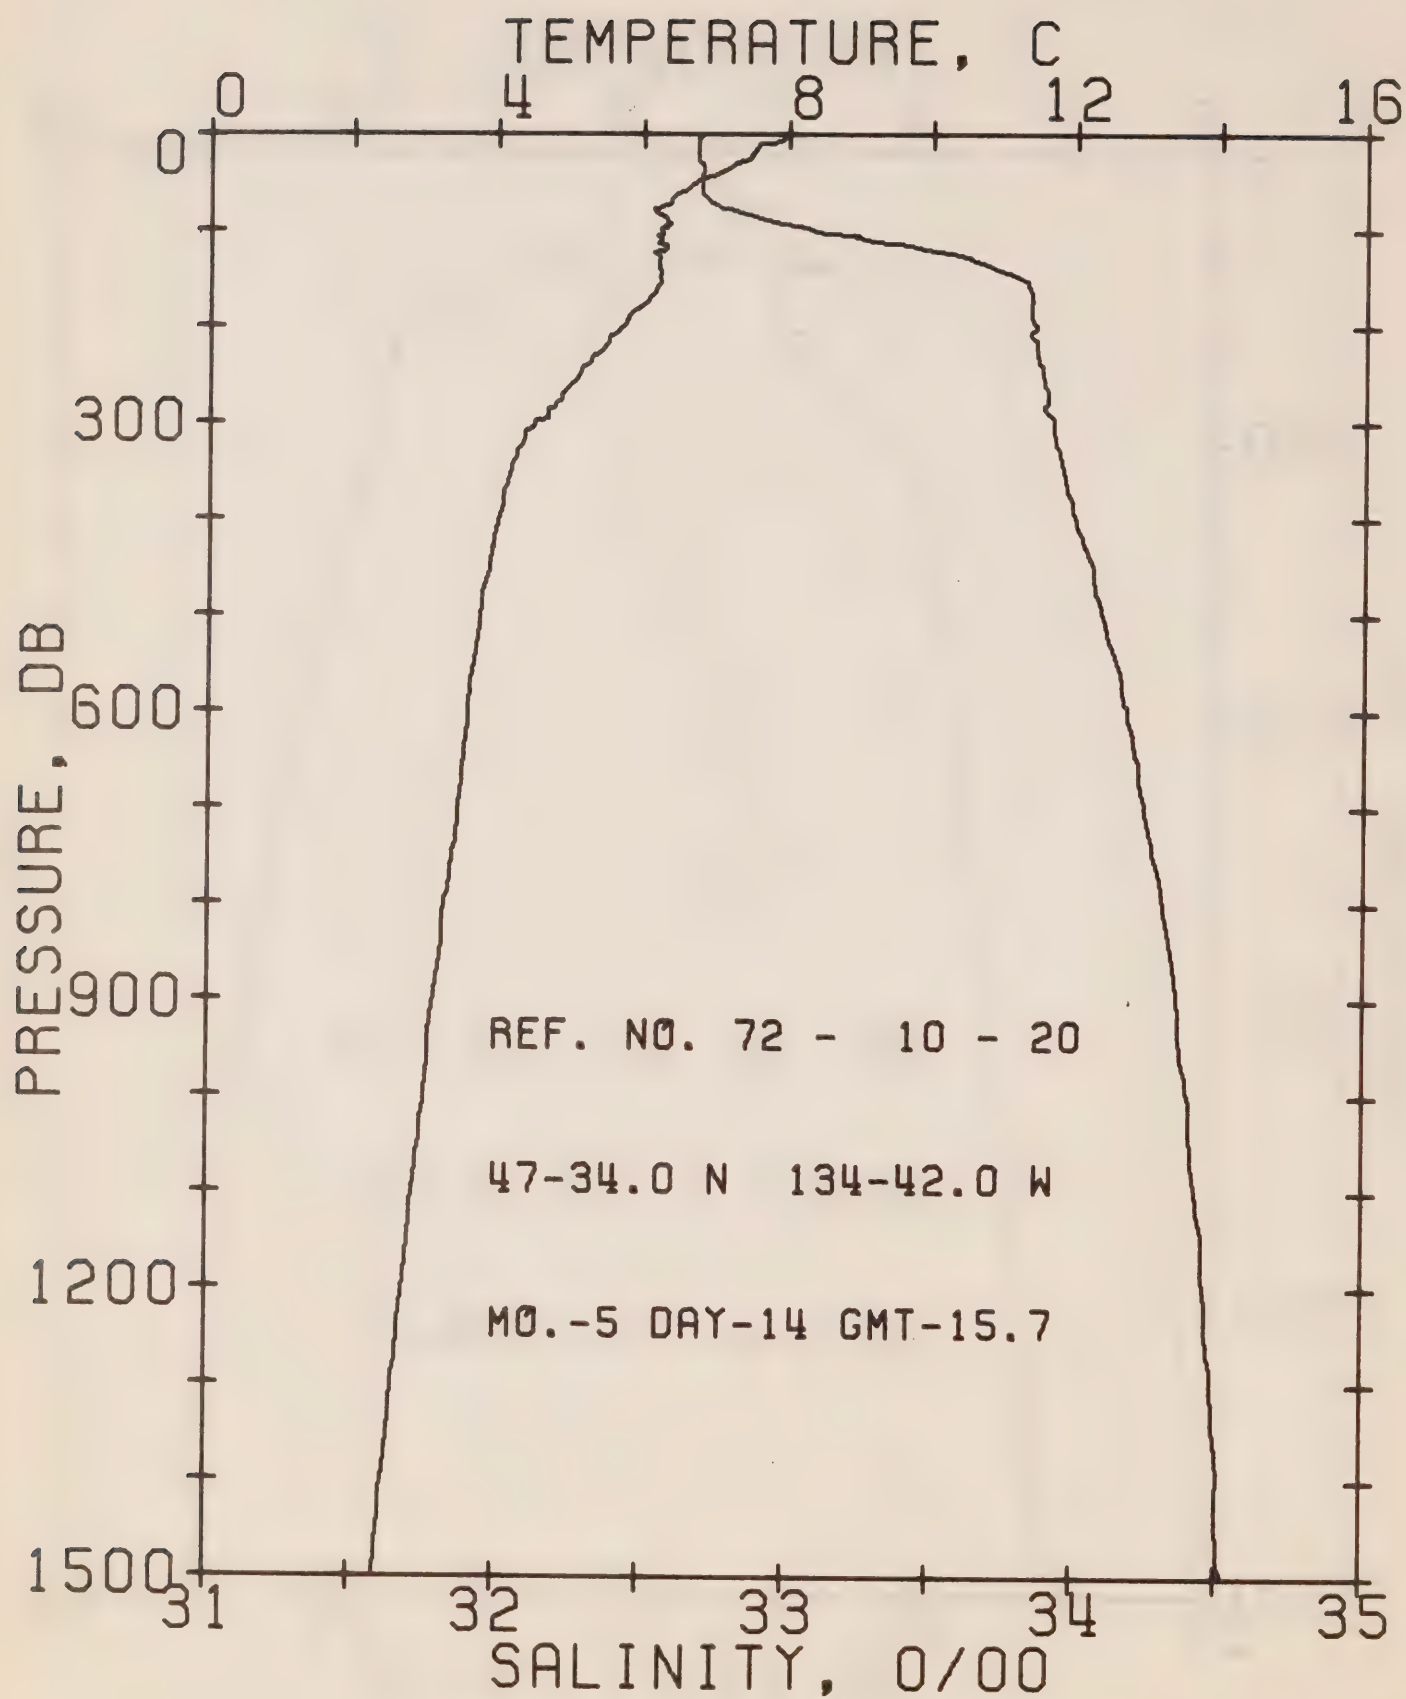 TEMPERATURE, C
0 4 8 12 16
0
300
600
900
1200
1500
PRESSURE, DB
REF. NO. 72 - 10 - 20
47-34.0 N 134-42.0 W
MO.-5 DAY-14 GMT-15.7
31 32 33 34 35
SALINITY, 0/00